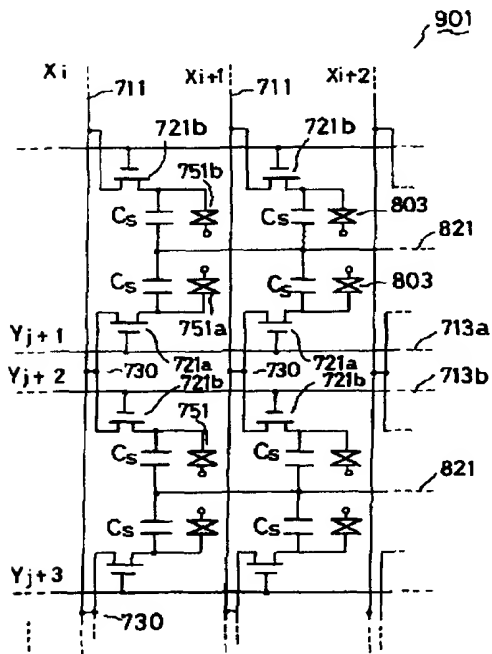 901
Xi 711 Xi+1 711 Xi+2
721b 721b
751b
Cs Cs 803
821
Cs Cs 803
751a
Yj+1 713a
721a 721a
730 730
Yj+2 713b
721b 721b
751
Cs Cs
821
Cs Cs
Yj+3
730